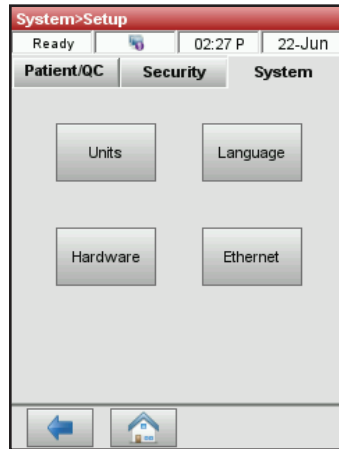 System>Setup
Ready 02:27 P 22-Jun
Patient/QC Security System
Units Language
Hardware Ethernet